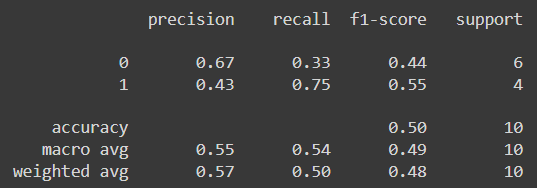 precision recall f1-score support
0 0.67 0.33 0.44 6
1 0.43 0.75 0.55 4
accuracy 0.50 10
macro avg 0.55 0.54 0.49 10
weighted avg 0.57 0.50 0.48 10